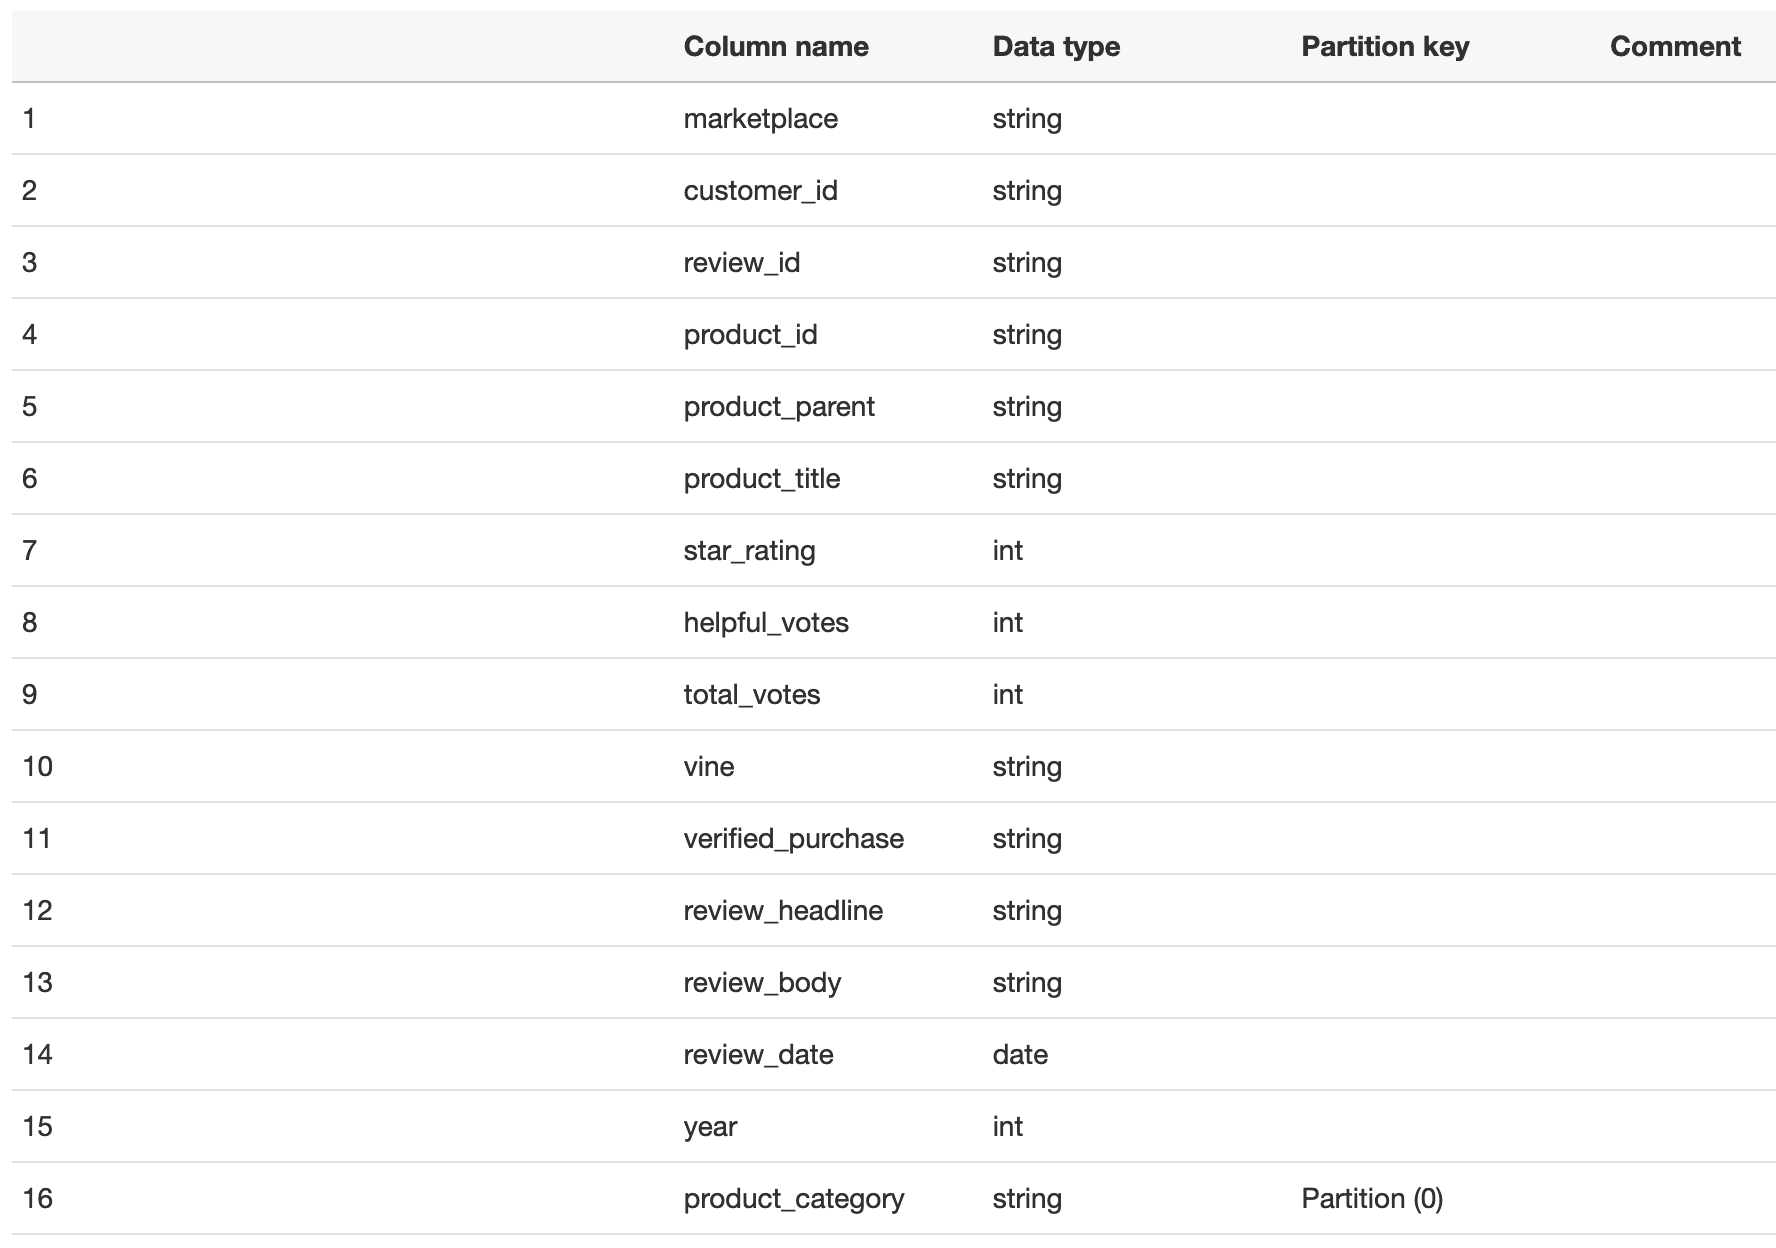 Column name Data type Partition key Comment
1 marketplace string
2 customer_id string
3 review_id string
4 product_id string
5 product_parent string
6 product_title string
7 star_rating int
8 helpful_votes int
9 total_votes int
10 vine string
11 verified_purchase string
12 review_headline string
13 review_body string
14 review_date date
15 year int
16 product_category string Partition (0)